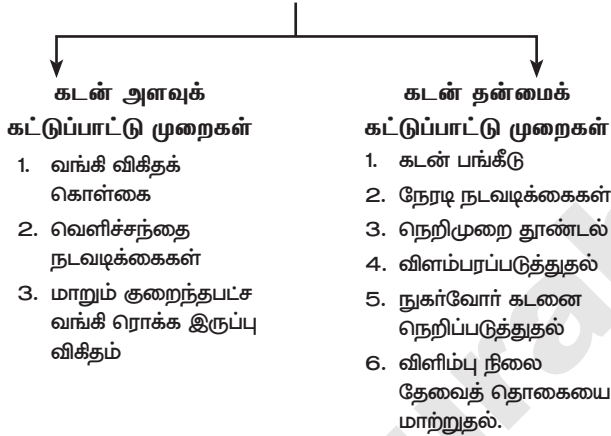 கடன் அளவுக்
கட்டுப்பாட்டு முறைகள்
1. வங்கி விகிதக்
கொள்கை
2. வெளிச்சந்தை
நடவடிக்கைகள்
3. மாறும் குறைந்தபட்ச
வங்கி ரொக்க இருப்பு
விகிதம்
கடன் தன்மைக்
கட்டுப்பாட்டு முறைகள்
1. கடன் பங்கீடு
2. நேரடி நடவடிக்கைகள்
3. நெறிமுறை தூண்டல்
4. விளம்பரப்படுத்துதல்
5. நுகர்வோர் கடனை
நெறிப்படுத்துதல்
6. விளிம்பு நிலை
தேவைத் தொகையை
மாற்றுதல்.